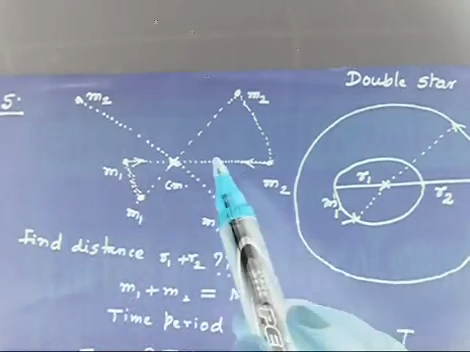 Double star
5.
m2
m2
m1
cm
m2
m1
r1
m1
r2
find distance r1 + r2 ?
m1 + m2 =
Time period
T